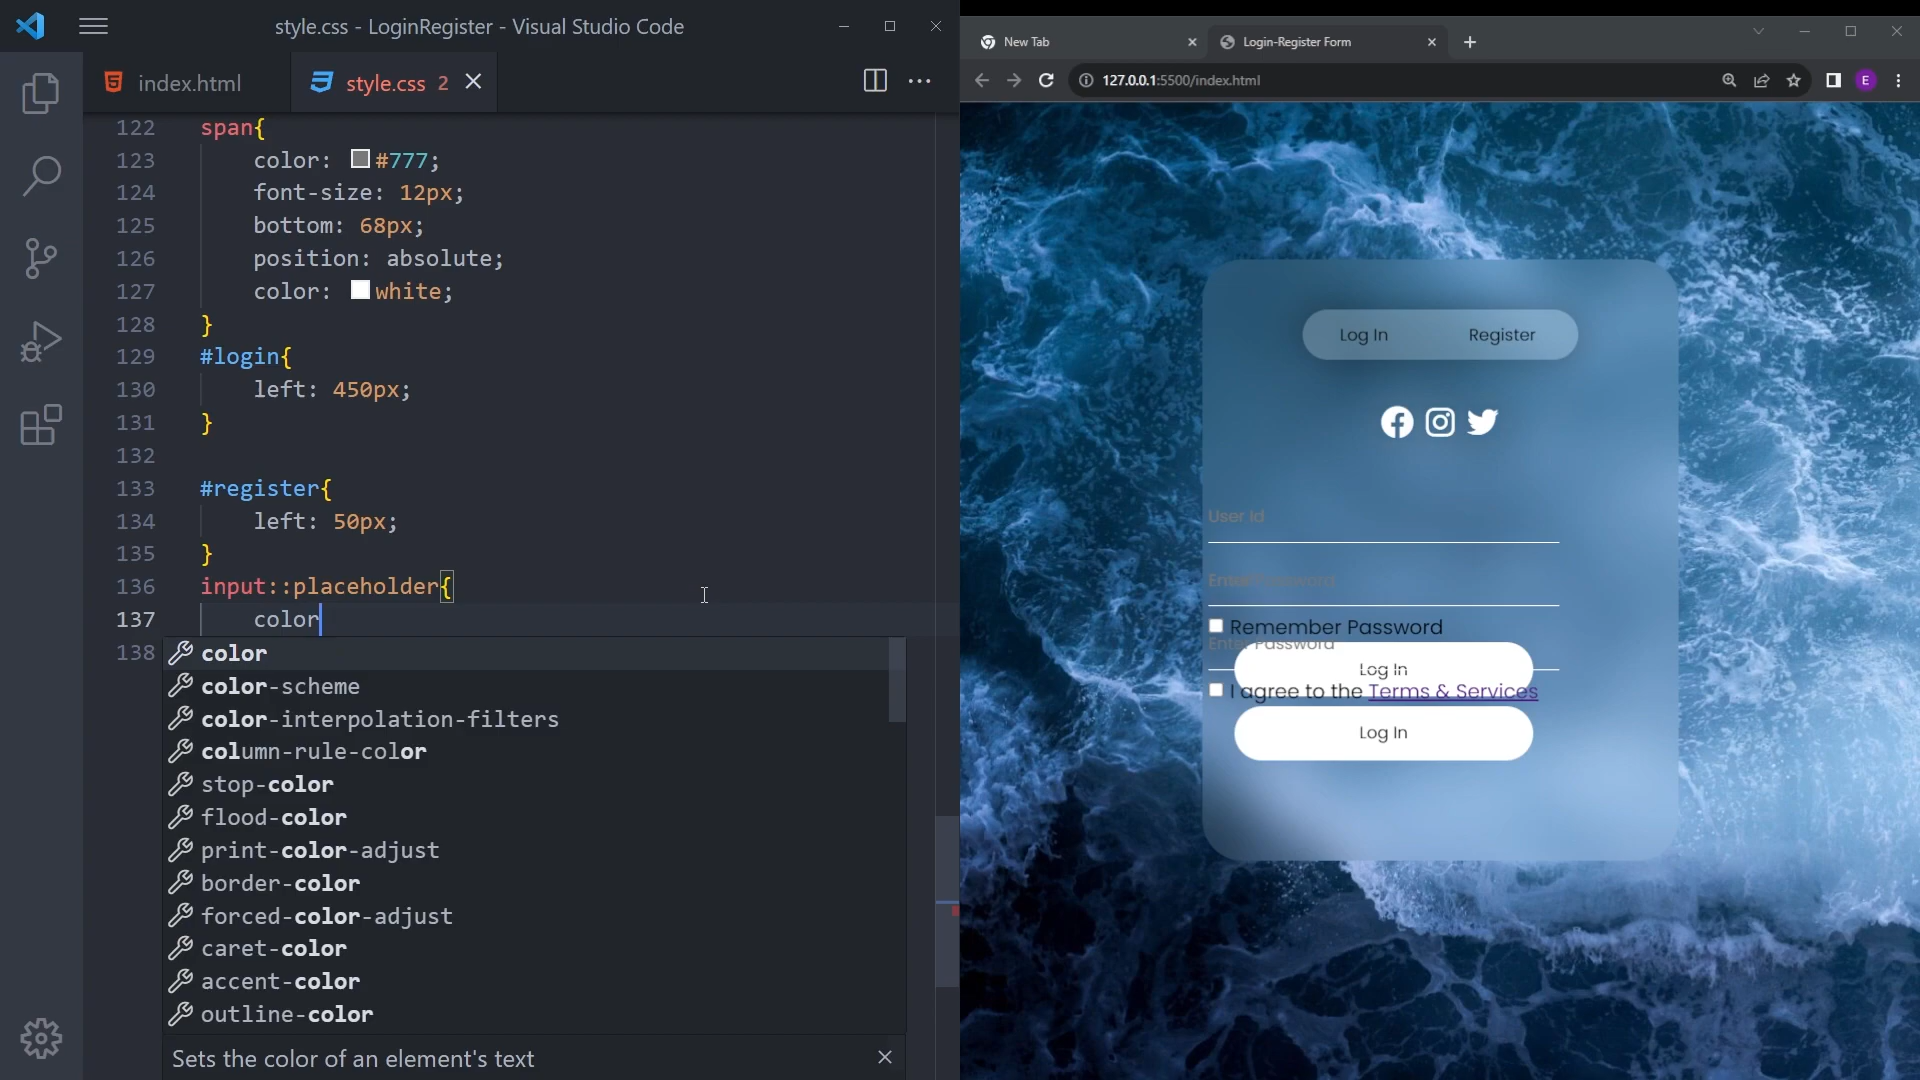 style.css - LoginRegister - Visual Studio Code
index.html
style.css 2
122 span{
123 color: #777;
124 font-size: 12px;
125 bottom: 68px;
126 position: absolute;
127 color: white;
128 }
129 #login{
130 left: 450px;
131 }
132
133 #register{
134 left: 50px;
135 }
136 input::placeholder{
137 color
138
color
color-scheme
color-interpolation-filters
column-rule-color
stop-color
flood-color
print-color-adjust
border-color
forced-color-adjust
caret-color
accent-color
outline-color
Sets the color of an element's text
New Tab
Login-Register Form
127.0.0.1:5500/index.html
E
Log In Register
User Id
Enter Password
Remember Password
Enter Password
Log In
I agree to the Terms & Services
Log In